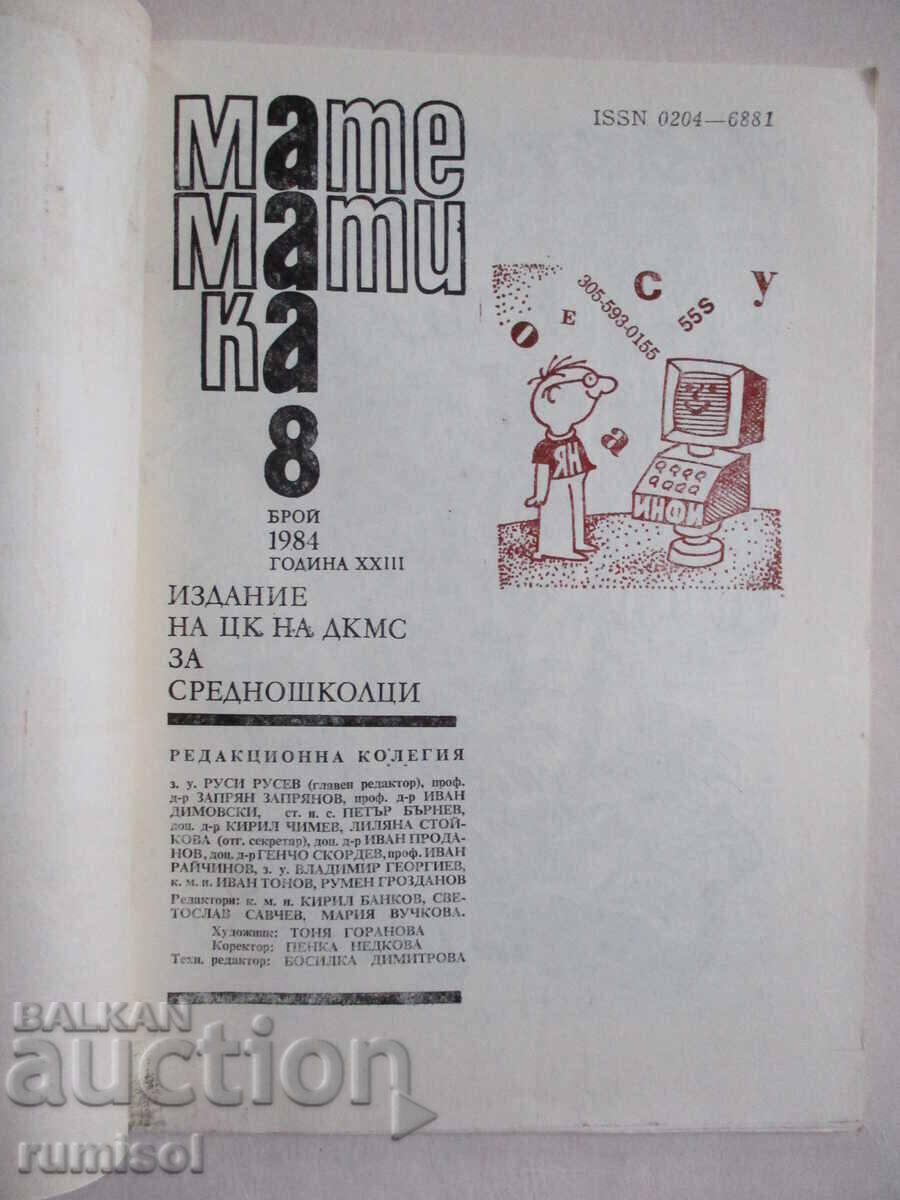 мате
мати
ка
8
БРОЙ
1984
ГОДИНА XXIII
ИЗДАНИЕ
НА ЦК НА ДКМС
ЗА
СРЕДНОШКОЛЦИ
РЕДАКЦИОННА КОЛЕГИЯ
з. у. РУСИ РУСЕВ (главен редактор), проф.
д-р ЗАПРЯН ЗАПРЯНОВ, проф. д-р ИВАН
ДИМОВСКИ, ст. н. с. ПЕТЪР БЪРНЕВ,
доц. д-р КИРИЛ ЧИМЕВ, ЛИЛЯНА СТОЙ-
КОВА (отг. секретар), доц. д-р ИВАН ПРОДА-
НОВ, доц. д-р ГЕНЧО СКОРДЕВ, проф. ИВАН
РАЙЧИНОВ, з. у. ВЛАДИМИР ГЕОРГИЕВ,
к. м. н. ИВАН ТОНОВ, РУМЕН ГРОЗДАНОВ
Редактори: к. м. н. КИРИЛ БАНКОВ, СВЕ-
ТОСЛАВ САВЧЕВ, МАРИЯ ВУЧКОВА.
Художник: ТОНЯ ГОРАНОВА
Коректор: ПЕНКА НЕДКОВА
Техн. редактор: БОСИЛКА ДИМИТРОВА
ISSN 0204—6881
о е с у
305-593-0155
55S
а
ЯН
ИНФИ
BALKAN
auction
rumisol